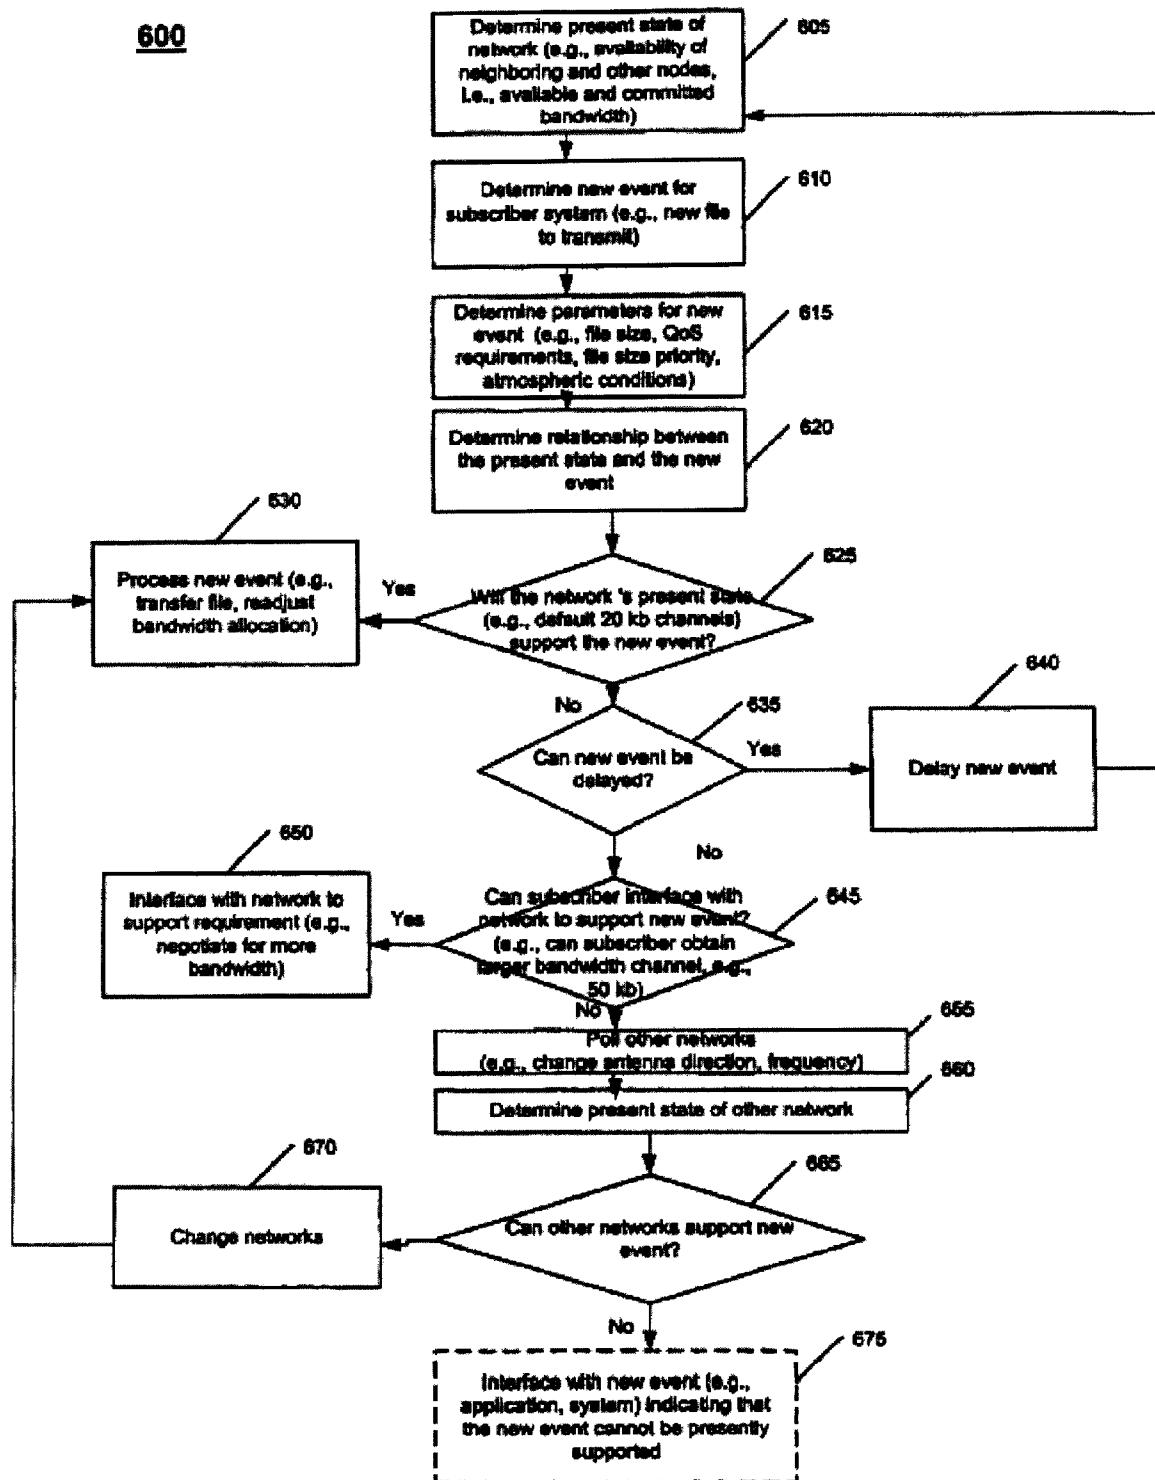 600
Determine present state of
network (e.g., availability of
neighboring and other nodes,
i.e., available and committed
bandwidth)
605
Determine new event for
subscriber system (e.g., new file
to transmit)
610
Determine parameters for new
event (e.g., file size, QoS
requirements, file size priority,
atmospheric conditions)
615
Determine relationship between
the present state and the new
event
620
630
Process new event (e.g.,
transfer file, readjust
bandwidth allocation)
Yes
625
Will the network 's present state
(e.g., default 20 kb channels)
support the new event?
No
635
Can new event be
delayed?
Yes
640
Delay new event
No
650
Interface with network to
support requirement (e.g.,
negotiate for more
bandwidth)
Yes
Can subscriber interface with
network to support new event?
(e.g., can subscriber obtain
larger bandwidth channel, e.g.,
50 kb)
645
No
Poll other networks
(e.g., change antenna direction, frequency)
655
660
Determine present state of other network
670
Change networks
665
Can other networks support new
event?
No
675
Interface with new event (e.g.,
application, system) indicating that
the new event cannot be presently
supported